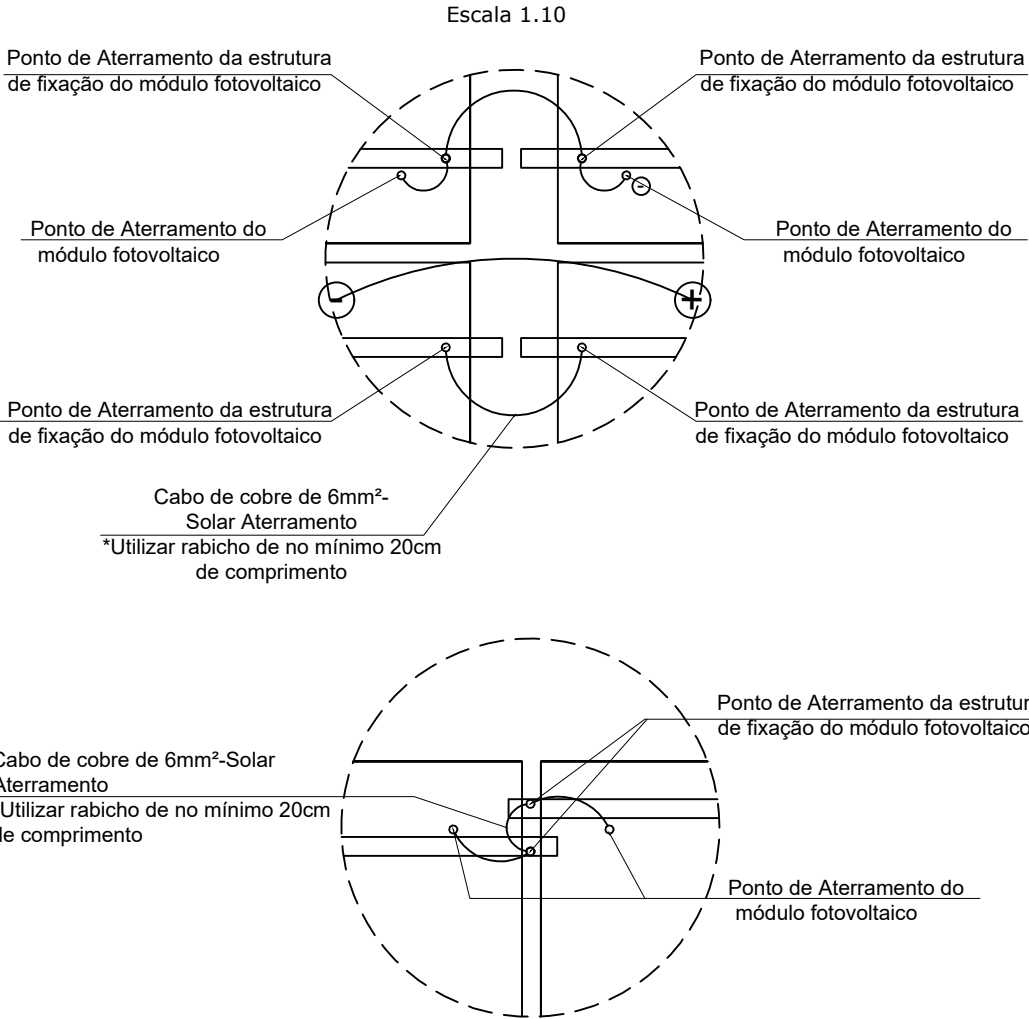 Escala 1.10
Ponto de Aterramento da estrutura
de fixação do módulo fotovoltaico
Ponto de Aterramento da estrutura
de fixação do módulo fotovoltaico
-
Ponto de Aterramento do
módulo fotovoltaico
Ponto de Aterramento do
módulo fotovoltaico
-
+
Ponto de Aterramento da estrutura
de fixação do módulo fotovoltaico
Ponto de Aterramento da estrutura
de fixação do módulo fotovoltaico
Cabo de cobre de 6mm²-
Solar Aterramento
*Utilizar rabicho de no mínimo 20cm
de comprimento
Ponto de Aterramento da estrutur
de fixação do módulo fotovoltaico
Cabo de cobre de 6mm²-Solar
Aterramento
Utilizar rabicho de no mínimo 20cm
de comprimento
Ponto de Aterramento do
módulo fotovoltaico